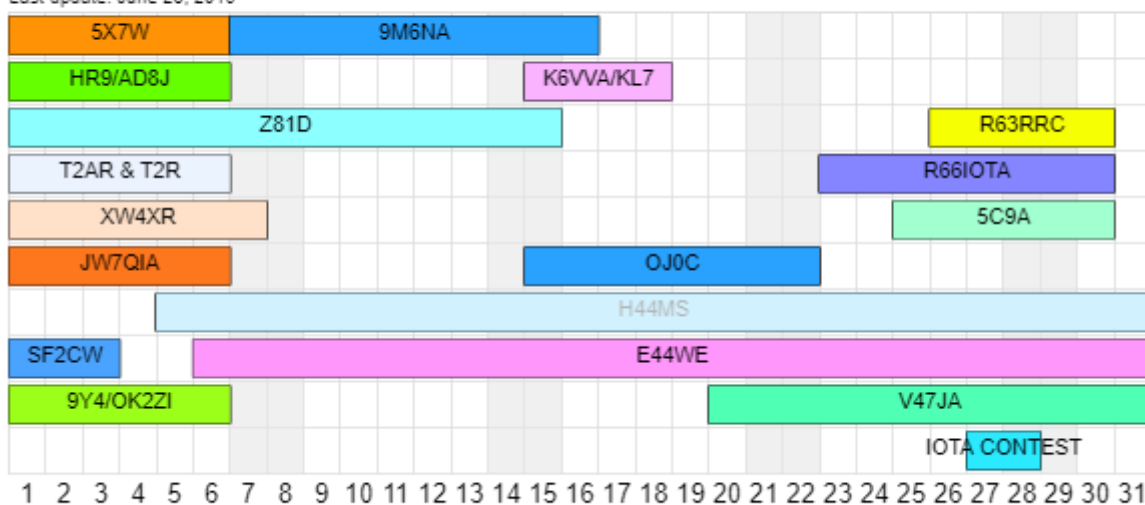 5X7W 9M6NA
HR9/AD8J K6VVA/KL7
Z81D R63RRC
T2AR & T2R R66IOTA
XW4XR 5C9A
JW7QIA OJ0C
H44MS
SF2CW E44WE
9Y4/OK2ZI V47JA
IOTA CONTEST
1 2 3 4 5 6 7 8 9 10 11 12 13 14 15 16 17 18 19 20 21 22 23 24 25 26 27 28 29 30 31